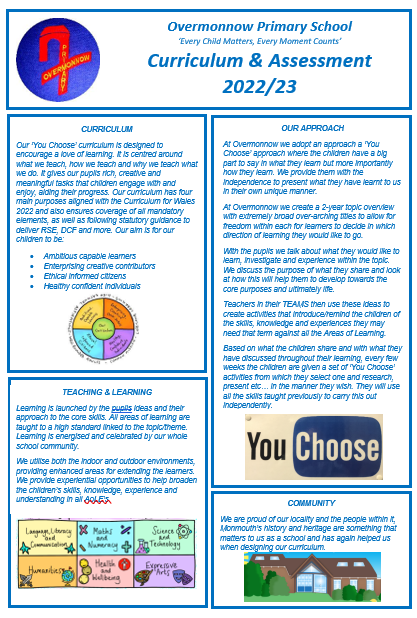 OVERMONNOW
PRIMARY
Overmonnow Primary School
'Every Child Matters, Every Moment Counts'
Curriculum & Assessment
2022/23
CURRICULUM
Our 'You Choose' curriculum is designed to
encourage a love of learning. It is centred around
what we teach, how we teach and why we teach what
we do. It gives our pupils rich, creative and
meaningful tasks that children engage with and
enjoy, aiding their progress. Our curriculum has four
main purposes aligned with the Curriculum for Wales
2022 and also ensures coverage of all mandatory
elements, as well as following statutory guidance to
deliver RSE, DCF and more. Our aim is for our
children to be:
• Ambitious capable learners
• Enterprising creative contributors
• Ethical informed citizens
• Healthy confident individuals
TEACHING & LEARNING
Learning is launched by the pupils ideas and their
approach to the core skills. All areas of learning are
taught to a high standard linked to the topic/theme.
Learning is energised and celebrated by our whole
school community.
We utilise both the indoor and outdoor environments,
providing enhanced areas for extending the learners.
We provide experiential opportunities to help broaden
the children's skills, knowledge, experience and
understanding in all AoLE's.
Language, Literacy
and
Communication
Maths
and
Numeracy
Science
and
Technology
Humanities
Health
and
Wellbeing
Expressive
Arts
OUR APPROACH
At Overmonnow we adopt an approach a 'You
Choose' approach where the children have a big
part to say in what they learn but more importantly
how they learn. We provide them with the
independence to present what they have learnt to us
in their own unique manner.
At Overmonnow we create a 2-year topic overview
with extremely broad over-arching titles to allow for
freedom within each for learners to decide in which
direction of learning they would like to go.
With the pupils we talk about what they would like to
learn, investigate and experience within the topic.
We discuss the purpose of what they share and look
at how this will help them to develop towards the
core purposes and ultimately life.
Teachers in their TEAMS then use these ideas to
create activities that introduce/remind the children of
the skills, knowledge and experiences they may
need that term against all the Areas of Learning.
Based on what the children share and with what they
have discussed throughout their learning, every few
weeks the children are given a set of 'You Choose'
activities from which they select one and research,
present etc... in the manner they wish. They will use
all the skills taught previously to carry this out
independently.
You Choose
COMMUNITY
We are proud of our locality and the people within it,
Monmouth's history and heritage are something that
matters to us as a school and has again helped us
when designing our curriculum.